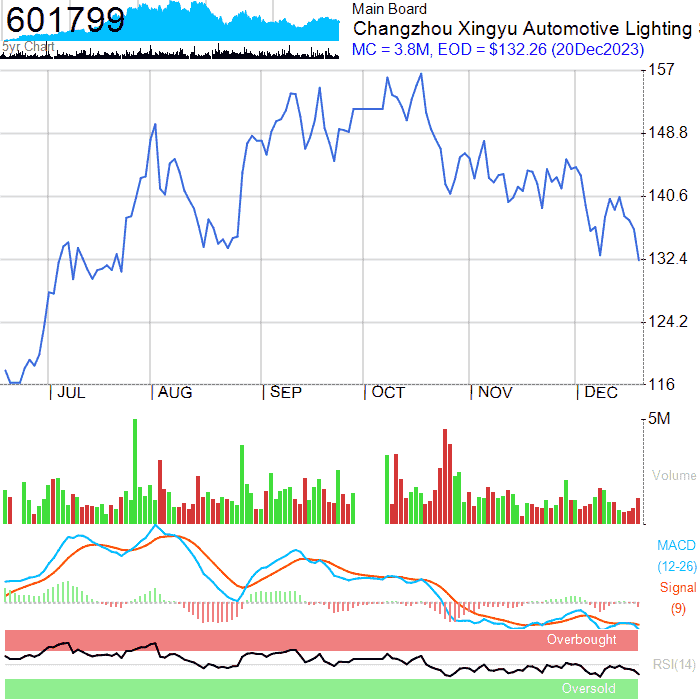 601799
5yr Chart
Main Board
Changzhou Xingyu Automotive Lighting
MC = 3.8M, EOD = $132.26 (20Dec2023)
157
148.8
140.6
132.4
124.2
116
JUL AUG SEP OCT NOV DEC
5M
Volume
MACD
(12-26)
Signal
(9)
Overbought
RSI(14)
Oversold